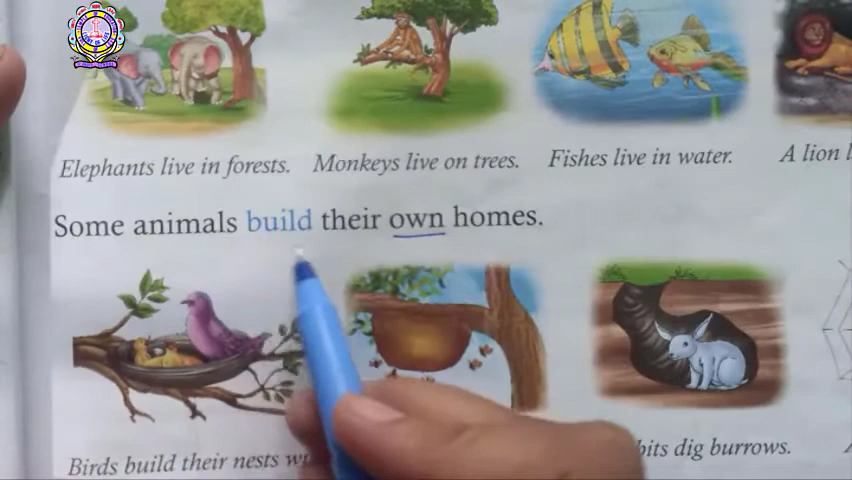 Elephants live in forests. Monkeys live on trees. Fishes live in water. A lion
Some animals build their own homes.
Birds build their nests dig burrows.